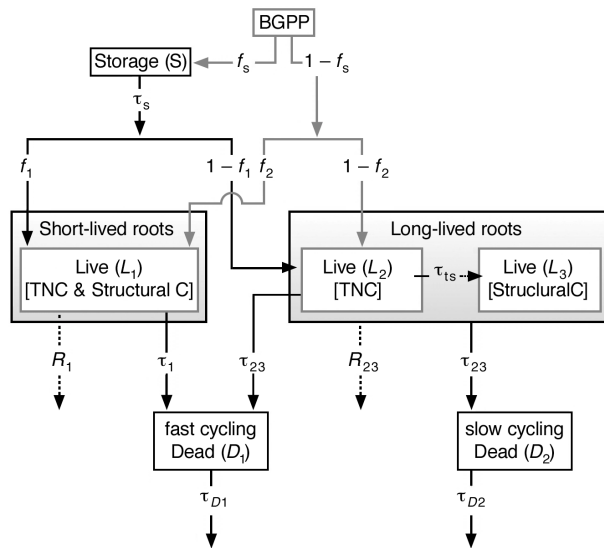 BGPP
Storage (S)
fs
1 – fs
τs
f1
1 – f1
f2
1 – f2
Short-lived roots
Long-lived roots
Live (L1)
[TNC & Structural C]
Live (L2)
[TNC]
τts
Live (L3)
[StrucluralC]
R1
τ1
τ23
R23
τ23
fast cycling
Dead (D1)
slow cycling
Dead (D2)
τD1
τD2